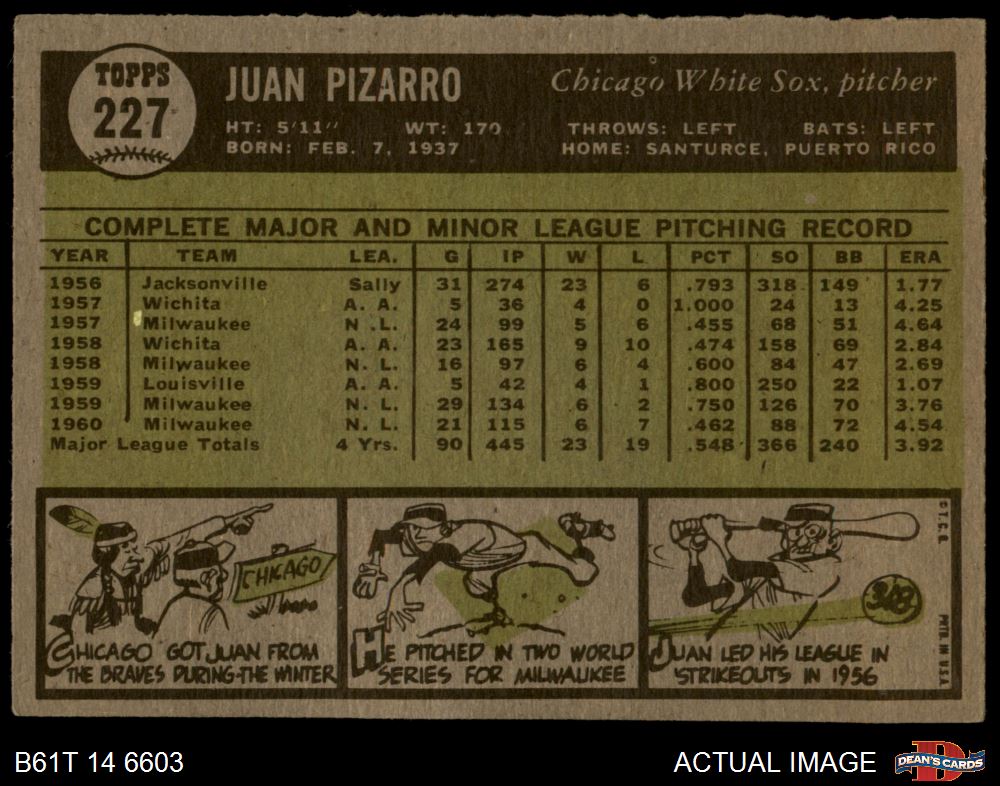 TOPPS
227
JUAN PIZARRO
Chicago White Sox, pitcher
HT: 5'11" WT: 170 THROWS: LEFT BATS: LEFT
BORN: FEB. 7, 1937 HOME: SANTURCE, PUERTO RICO
COMPLETE MAJOR AND MINOR LEAGUE PITCHING RECORD
YEAR TEAM LEA. G IP W L PCT SO BB ERA
1956 Jacksonville Sally 31 274 23 6 .793 318 149 1.77
1957 Wichita A. A. 5 36 4 0 1.000 24 13 4.25
1957 Milwaukee N .L. 24 99 5 6 .455 68 51 4.64
1958 Wichita A. A. 23 165 9 10 .474 158 69 2.84
1958 Milwaukee N. L. 16 97 6 4 .600 84 47 2.69
1959 Louisville A. A. 5 42 4 1 .800 250 22 1.07
1959 Milwaukee N. L. 29 134 6 2 .750 126 70 3.76
1960 Milwaukee N. L. 21 115 6 7 .462 88 72 4.54
Major League Totals 4 Yrs. 90 445 23 19 .548 366 240 3.92
CHICAGO
CHICAGO GOT JUAN FROM
THE BRAVES DURING THE WINTER
HE PITCHED IN TWO WORLD
SERIES FOR MILWAUKEE
318
JUAN LED HIS LEAGUE IN
STRIKEOUTS IN 1956
© T.C.G.
PRTD. IN U.S.A.
B61T 14 6603
ACTUAL IMAGE
DEAN'S CARDS